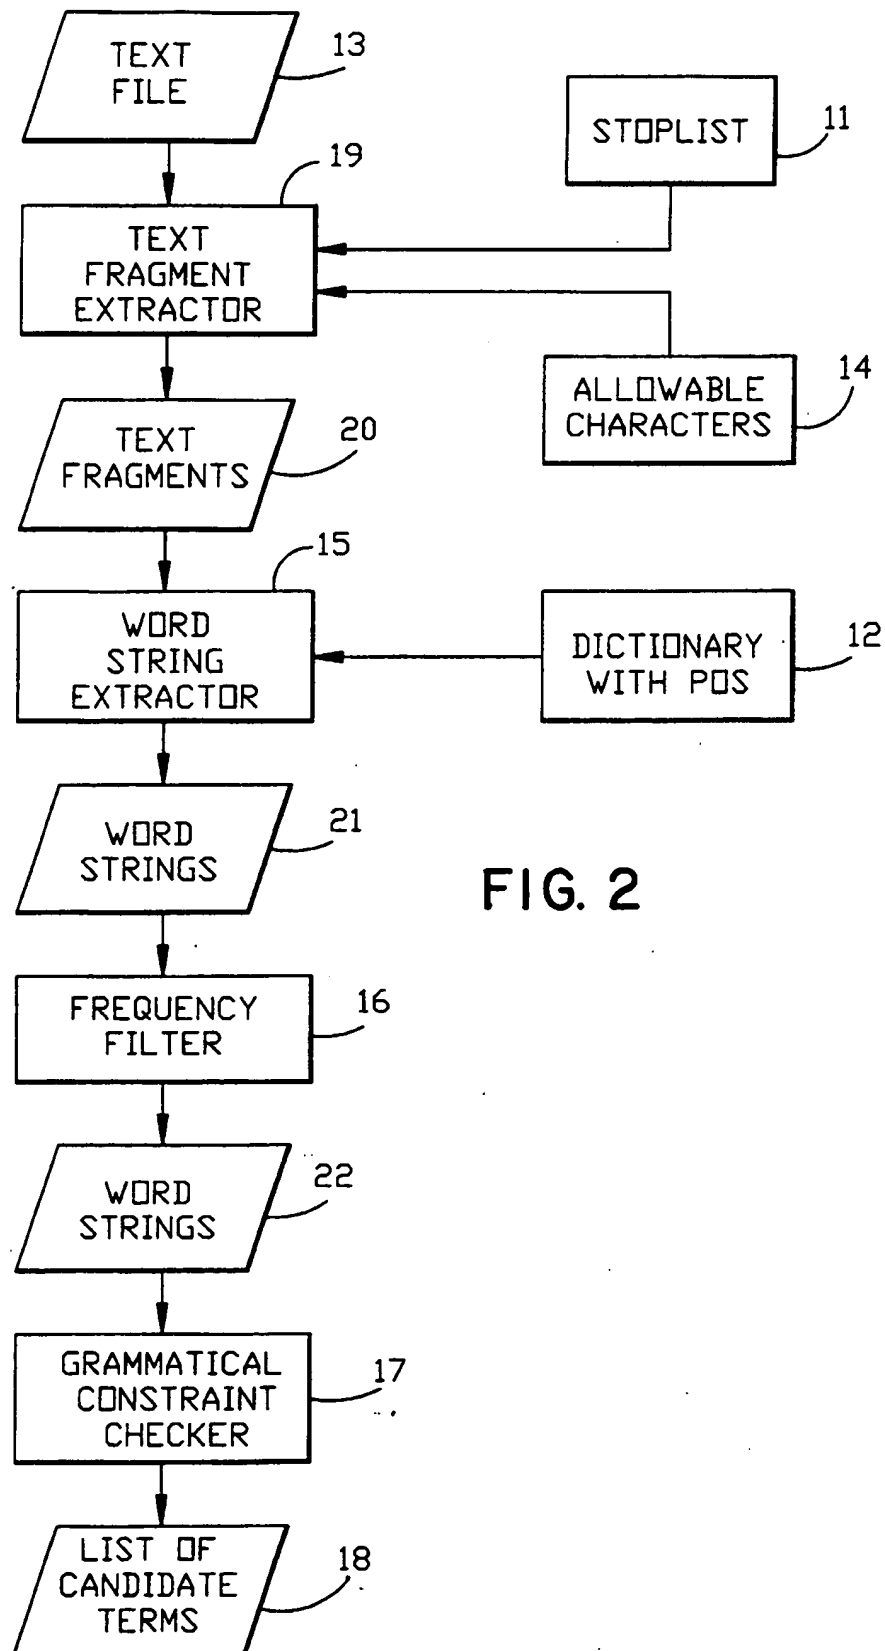 TEXT
FILE
13
STOPLIST
11
19
TEXT
FRAGMENT
EXTRACTOR
ALLOWABLE
CHARACTERS
14
TEXT
FRAGMENTS
20
15
WORD
STRING
EXTRACTOR
DICTIONARY
WITH POS
12
WORD
STRINGS
21
FIG. 2
FREQUENCY
FILTER
16
WORD
STRINGS
22
GRAMMATICAL
CONSTRAINT
CHECKER
17
LIST OF
CANDIDATE
TERMS
18